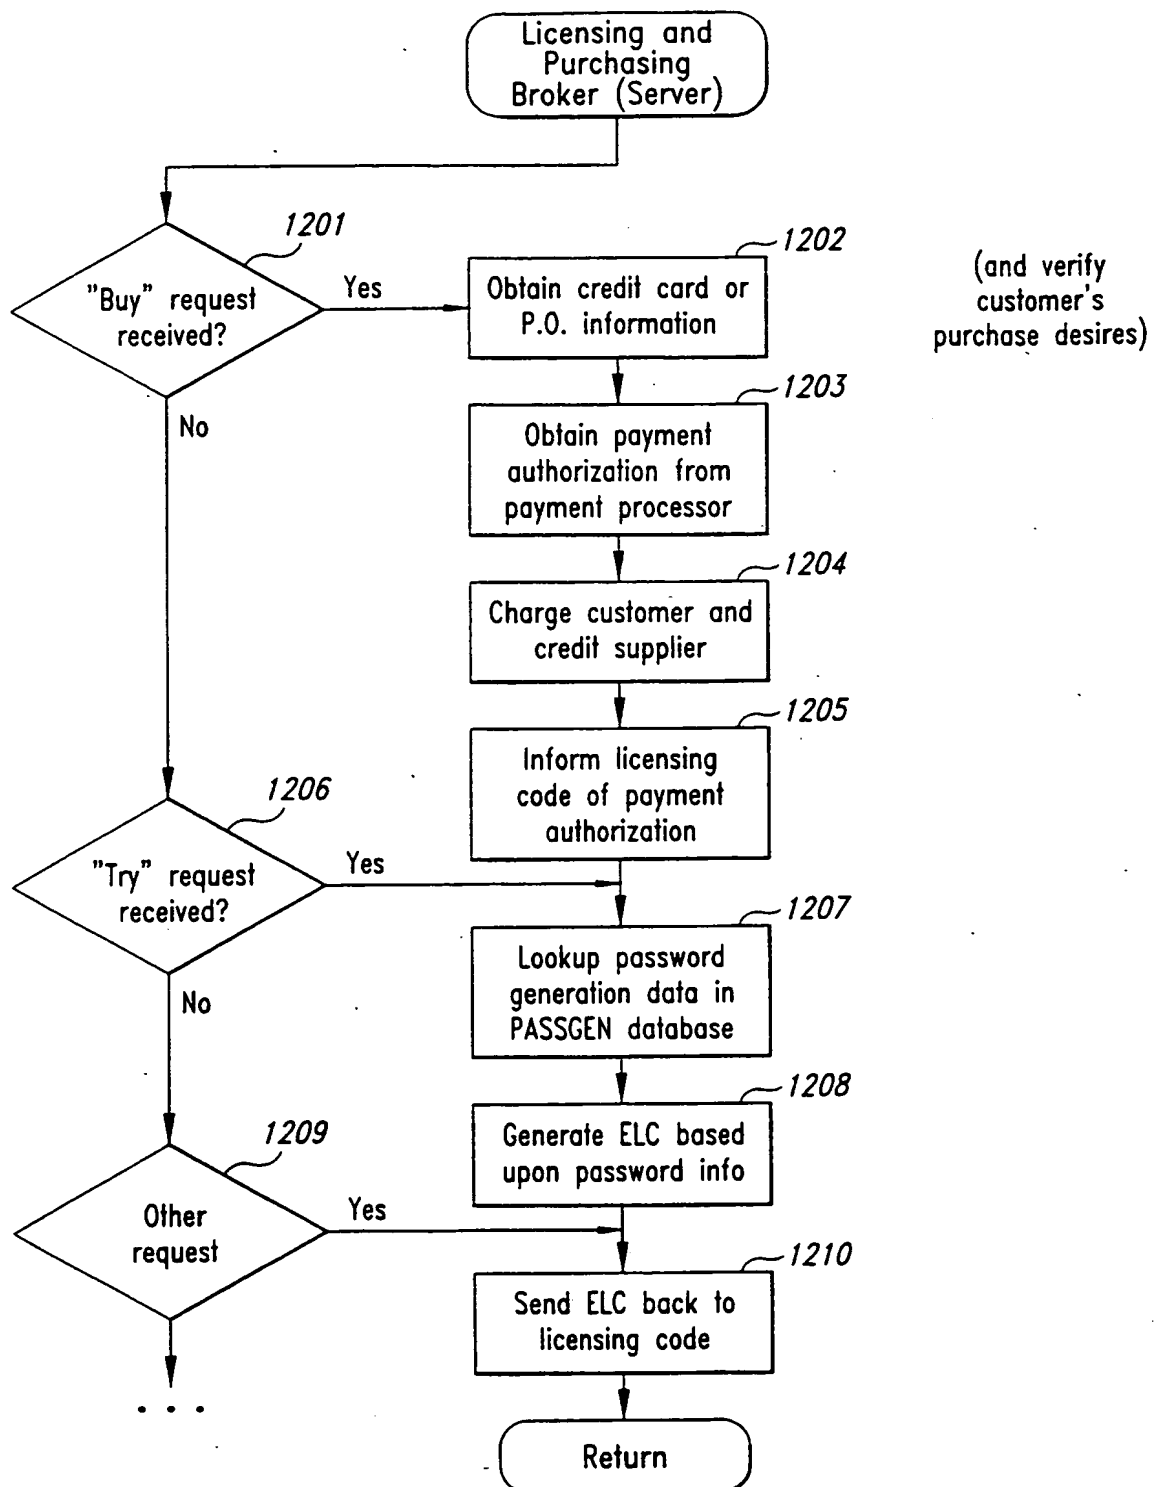 Licensing and
Purchasing
Broker (Server)
1201
"Buy" request
received?
Yes
No
1202
Obtain credit card or
P.O. information
(and verify
customer's
purchase desires)
1203
Obtain payment
authorization from
payment processor
1204
Charge customer and
credit supplier
1205
Inform licensing
code of payment
authorization
1206
"Try" request
received?
Yes
No
1207
Lookup password
generation data in
PASSGEN database
1208
Generate ELC based
upon password info
1209
Other
request
Yes
1210
Send ELC back to
licensing code
. . .
Return